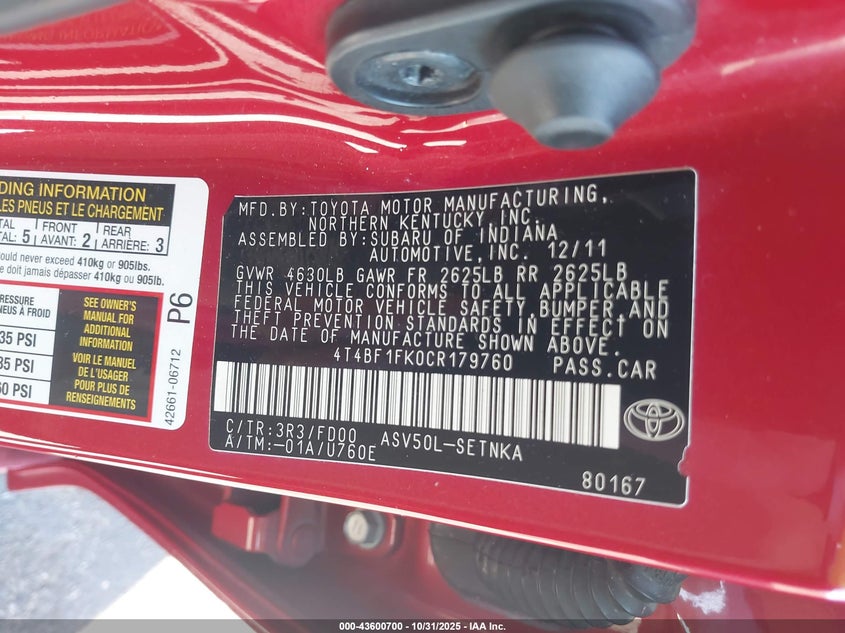 DING INFORMATION
LES PNEUS ET LE CHARGEMENT
TAL 5 FRONT 2 REAR 3
AL: AVANT: ARRIÈRE:
ould never exceed 410kg or 905lbs.
e doit jamais dépasser 410kg ou 905lb.
PRESSURE
NEUS À FROID
35 PSI
35 PSI
60 PSI
SEE OWNER'S
MANUAL FOR
ADDITIONAL
INFORMATION
VOIR LE MANUEL
DE L'USAGER
POUR PLUS DE
RENSEIGNEMENTS
42661-06712 P6
MFD.BY:TOYOTA MOTOR MANUFACTURING,
NORTHERN KENTUCKY, INC.
ASSEMBLED BY:SUBARU OF INDIANA
AUTOMOTIVE,INC. 12/11
GVWR 4630LB GAWR FR 2625LB RR 2625LB
THIS VEHICLE CONFORMS TO ALL APPLICABLE
FEDERAL MOTOR VEHICLE SAFETY,BUMPER,AND
THEFT PREVENTION STANDARDS IN EFFECT ON
THE DATE OF MANUFACTURE SHOWN ABOVE.
4T4BF1FK0CR179760 PASS.CAR
C/TR:3R3/FD00 ASV50L-SETNKA
A/TM:-01A/U760E
80167
TOYOTA
000-43600700 - 10/31/2025 - IAA Inc.